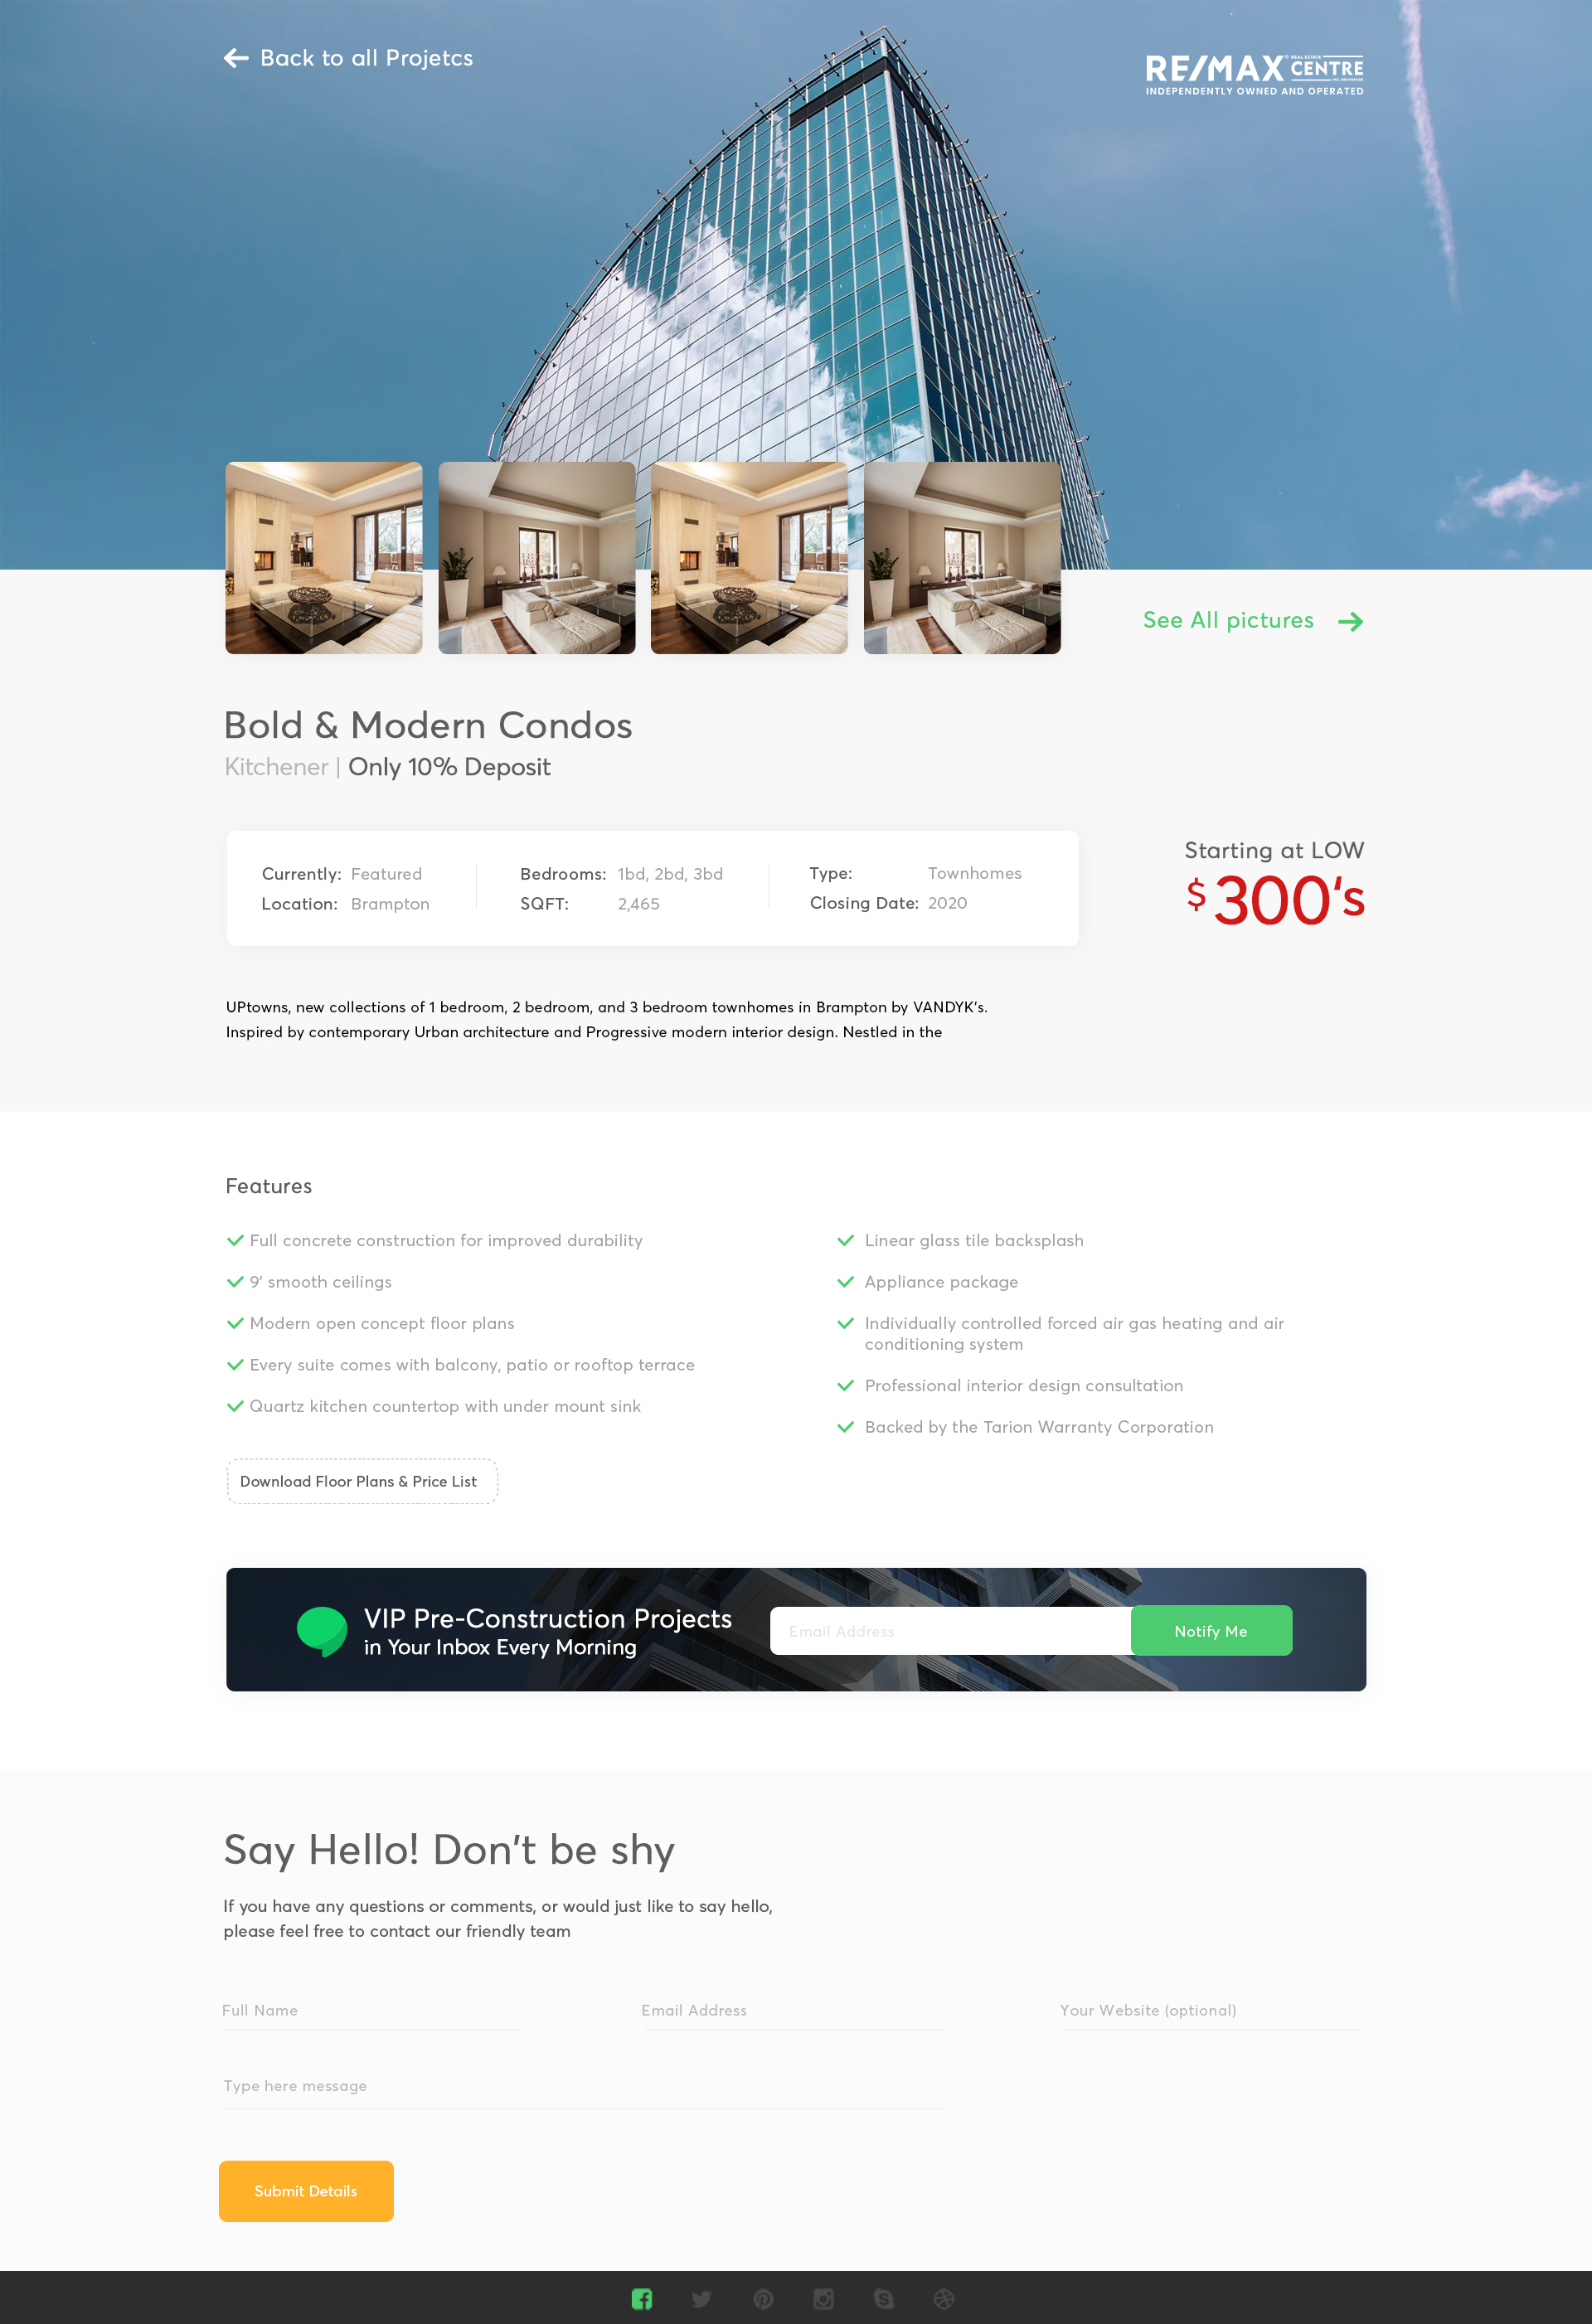 Back to all Projetcs
RE/MAX REAL ESTATE CENTRE INC. BROKERAGE
INDEPENDENTLY OWNED AND OPERATED
See All pictures
Bold & Modern Condos
Kitchener | Only 10% Deposit
Currently: Featured
Location: Brampton
Bedrooms: 1bd, 2bd, 3bd
SQFT: 2,465
Type: Townhomes
Closing Date: 2020
Starting at LOW
$300‘s
UPtowns, new collections of 1 bedroom, 2 bedroom, and 3 bedroom townhomes in Brampton by VANDYK’s.
Inspired by contemporary Urban architecture and Progressive modern interior design. Nestled in the
Features
Full concrete construction for improved durability
9’ smooth ceilings
Modern open concept floor plans
Every suite comes with balcony, patio or rooftop terrace
Quartz kitchen countertop with under mount sink
Linear glass tile backsplash
Appliance package
Individually controlled forced air gas heating and air
conditioning system
Professional interior design consultation
Backed by the Tarion Warranty Corporation
Download Floor Plans & Price List
VIP Pre-Construction Projects
in Your Inbox Every Morning
Email Address
Notify Me
Say Hello! Don’t be shy
If you have any questions or comments, or would just like to say hello,
please feel free to contact our friendly team
Full Name
Email Address
Your Website (optional)
Type here message
Submit Details